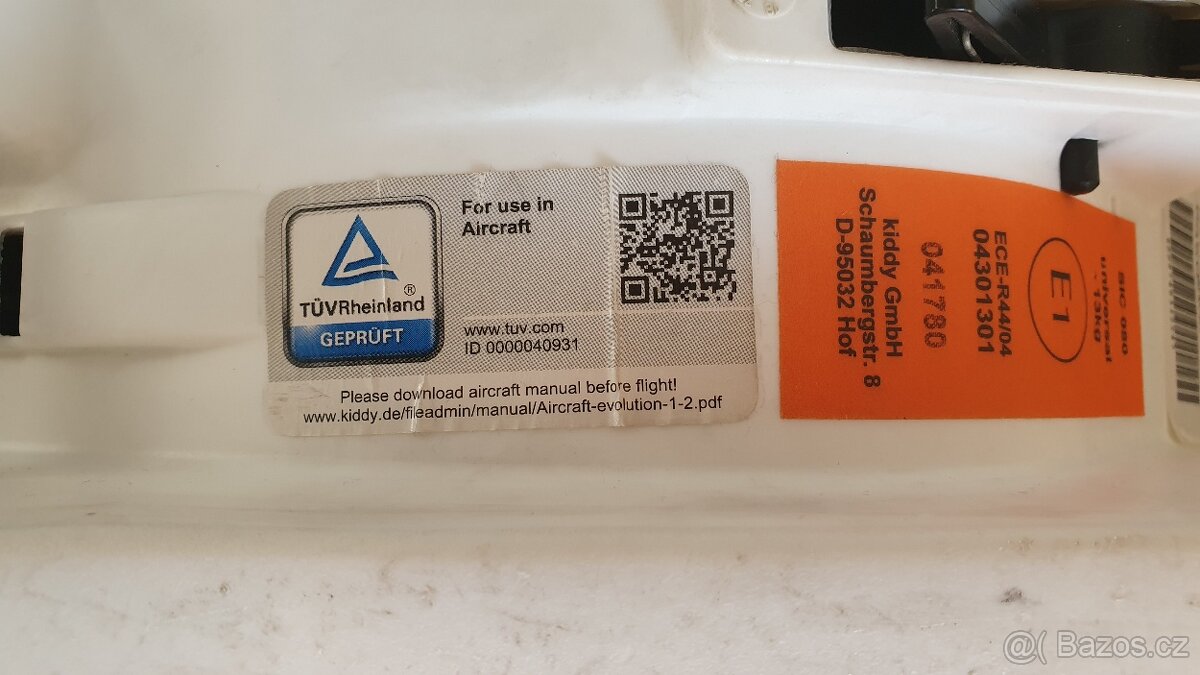 For use in
Aircraft
TÜVRheinland
®
GEPRÜFT
www.tuv.com
ID 0000040931
Please download aircraft manual before flight!
www.kiddy.de/fileadmin/manual/Aircraft-evolution-1-2.pdf
universal
- 13kg
E1
ECE-R44/04
04301301
041780
kiddy GmbH
Schaumbergstr. 8
D-95032 Hof
@( Bazos.cz